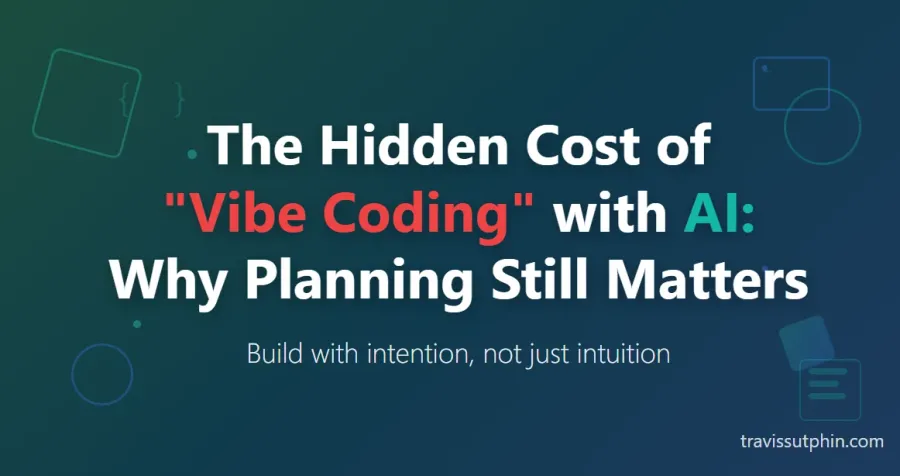 The Hidden Cost of
"Vibe Coding" with AI:
Why Planning Still Matters
Build with intention, not just intuition
travissutphin.com